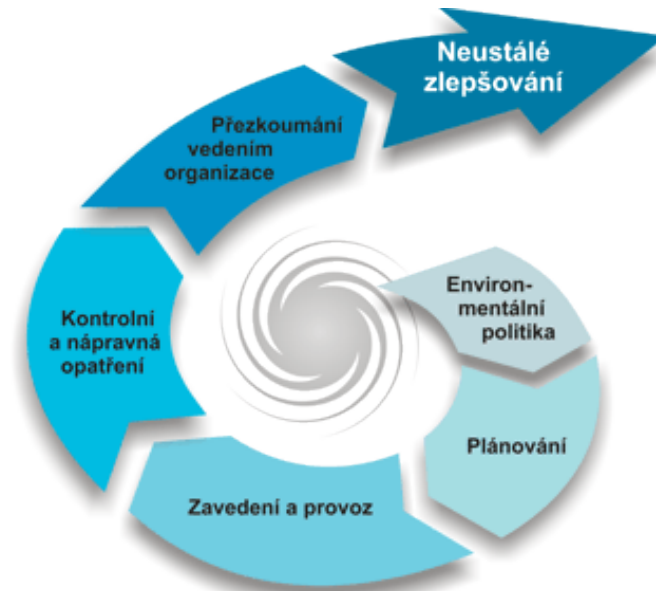 Neustálé
zlepšování
Přezkoumání
vedením
organizace
Environ-
mentální
politika
Kontrolní
a nápravná
opatření
Plánování
Zavedení a provoz